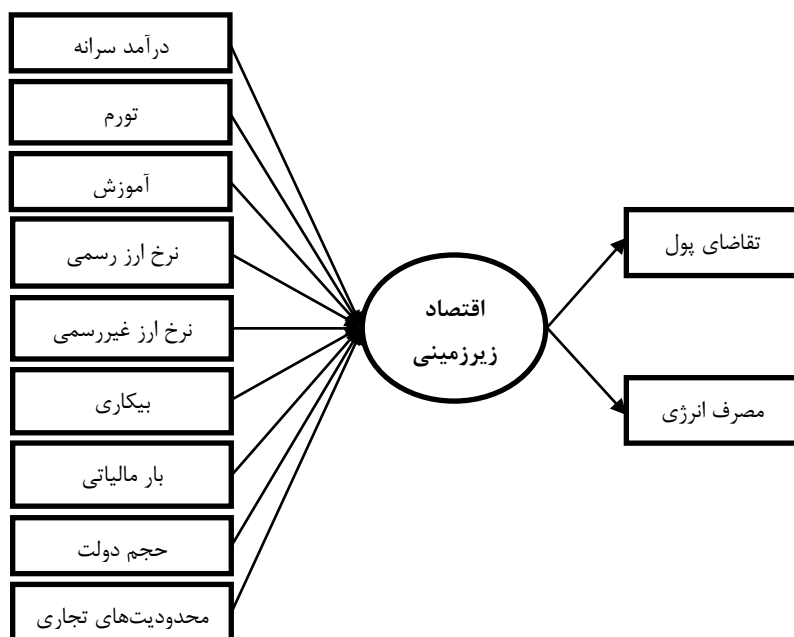 درآمد سرانه
تورم
آموزش
نرخ ارز رسمی
نرخ ارز غیررسمی
بیکاری
بار مالیاتی
حجم دولت
محدودیت‌های تجاری
اقتصاد
زیرزمینی
تقاضای پول
مصرف انرژی